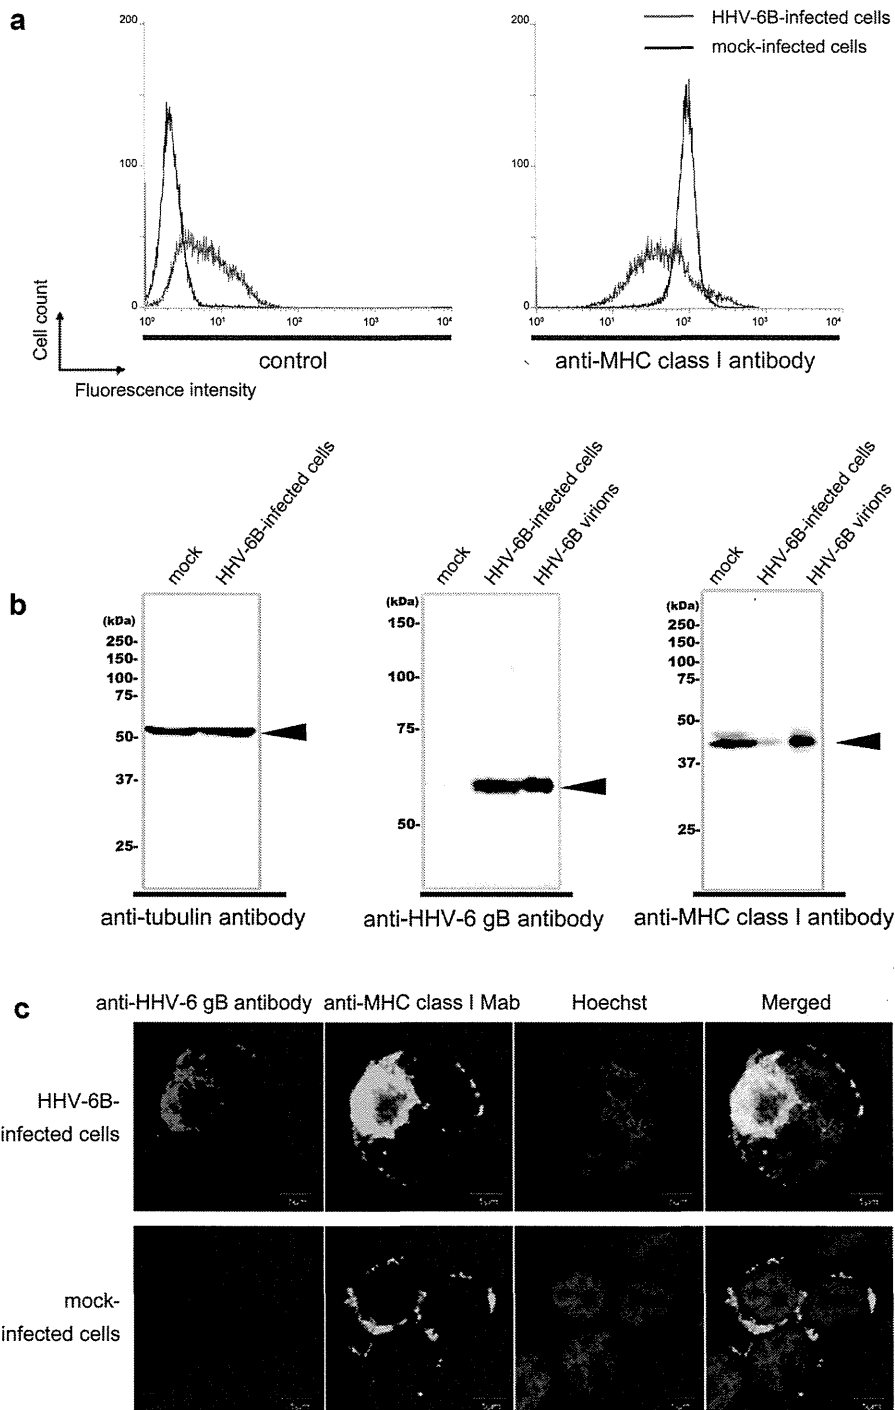 a
HHV-6B-infected cells
mock-infected cells
200
100
0
10⁰ 10¹ 10² 10³ 10⁴
200
100
0
10⁰ 10¹ 10² 10³ 10⁴
Cell count
Fluorescence intensity
control
anti-MHC class I antibody
b
mock
HHV-6B-infected cells
(kDa)
250-
150-
100-
75-
50-
37-
25-
anti-tubulin antibody
mock
HHV-6B-infected cells
HHV-6B virions
(kDa)
150-
100-
75-
50-
anti-HHV-6 gB antibody
mock
HHV-6B-infected cells
HHV-6B virions
(kDa)
250-
150-
100-
75-
50-
37-
25-
anti-MHC class I antibody
c
anti-HHV-6 gB antibody anti-MHC class I Mab Hoechst Merged
HHV-6B-
infected cells
mock-
infected cells